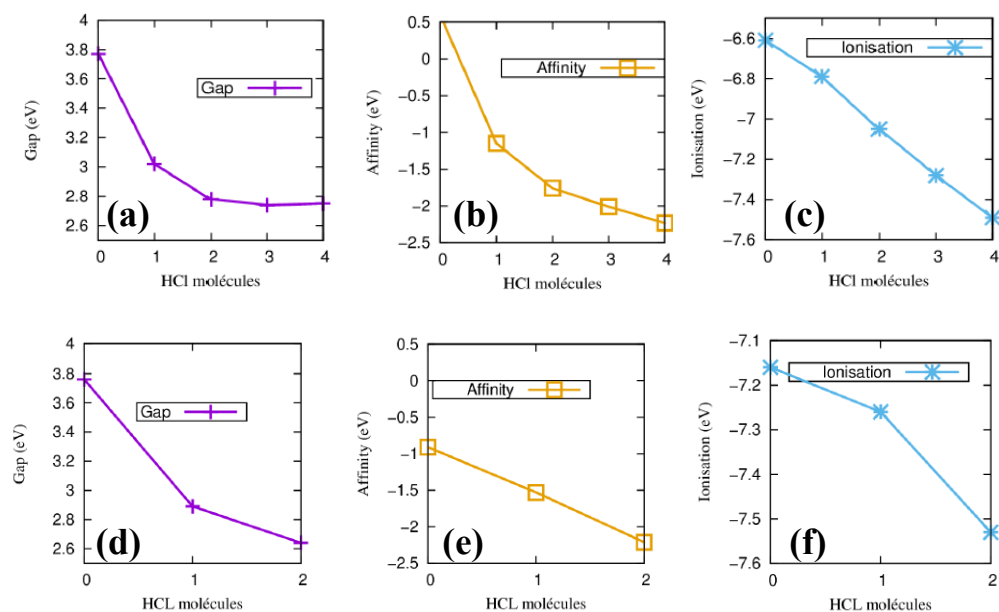 4
3.8
3.6
3.4
3.2
3
2.8
2.6
Gap (eV)
Gap
(a)
0 1 2 3 4
HCl molécules
0.5
0
−0.5
−1
−1.5
−2
−2.5
Affinity (eV)
Affinity
(b)
0 1 2 3 4
HCl molécules
−6.6
−6.8
−7
−7.2
−7.4
−7.6
Ionisation (eV)
Ionisation
(c)
0 1 2 3 4
HCl molécules
4
3.8
3.6
3.4
3.2
3
2.8
2.6
Gap (eV)
Gap
(d)
0 1 2
HCL molécules
0.5
0
−0.5
−1
−1.5
−2
−2.5
Affinity (eV)
Affinity
(e)
0 1 2
HCL molécules
−7.1
−7.2
−7.3
−7.4
−7.5
−7.6
Ionisation (eV)
Ionisation
(f)
0 1 2
HCL molécules